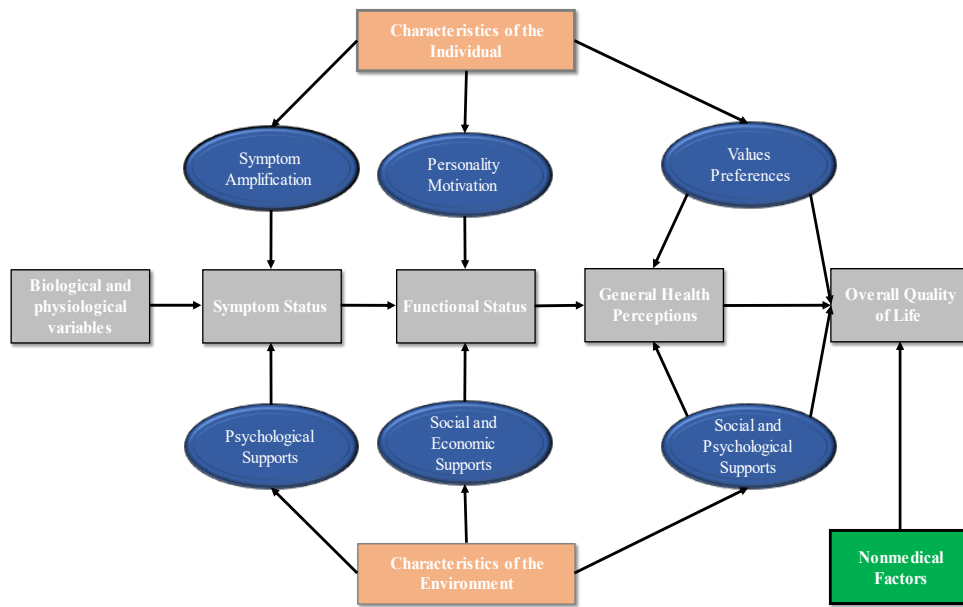 Characteristics of the
Individual
Symptom
Amplification
Personality
Motivation
Values
Preferences
Biological and
physiological
variables
Symptom Status
Functional Status
General Health
Perceptions
Overall Quality
of Life
Psychological
Supports
Social and
Economic
Supports
Social and
Psychological
Supports
Characteristics of the
Environment
Nonmedical
Factors